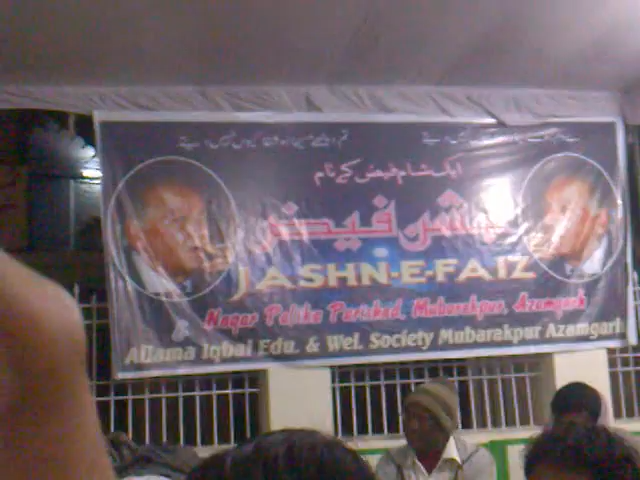 ایک شام فیض کے نام
جشن فیض
JASHN-E-FAIZ
Nagar Palika Parishad, Mubarakpur, Azamgarh
&
Allama Iqbal Edu. & Wel. Society Mubarakpur Azamgarh